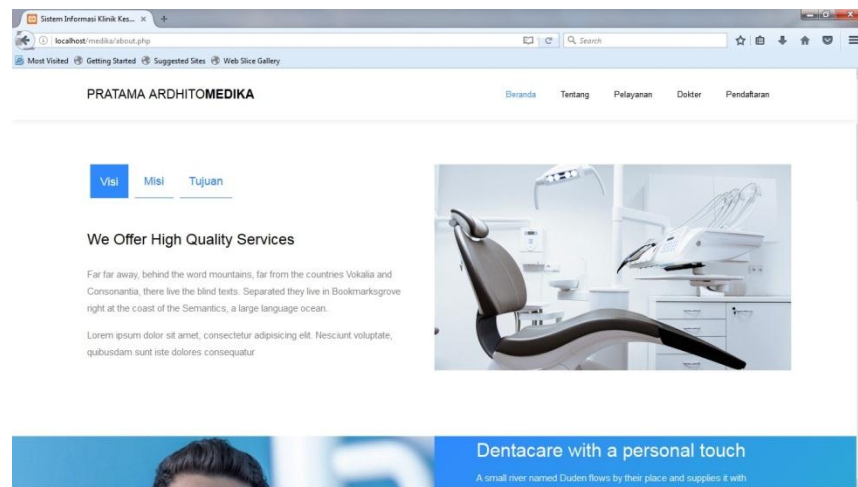 Sistem Informasi Klinik Kes...
localhost/medika/about.php
Search
Most Visited Getting Started Suggested Sites Web Slice Gallery
PRATAMA ARDHITOMEDIKA
Beranda Tentang Pelayanan Dokter Pendaftaran
Visi Misi Tujuan
We Offer High Quality Services
Far far away, behind the word mountains, far from the countries Vokalia and
Consonantia, there live the blind texts. Separated they live in Bookmarksgrove
right at the coast of the Semantics, a large language ocean.
Lorem ipsum dolor sit amet, consectetur adipisicing elit. Nesciunt voluptate,
quibusdam sunt iste dolores consequatur
Dentacare with a personal touch
A small river named Duden flows by their place and supplies it with